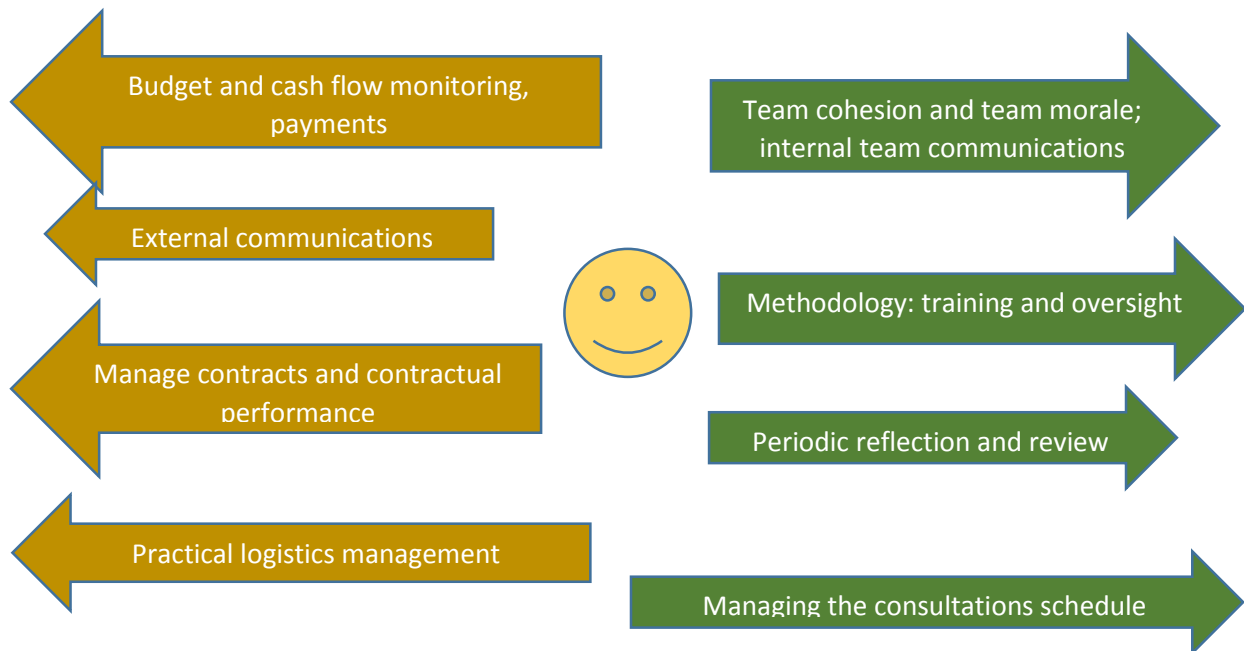 Budget and cash flow monitoring,
payments
Team cohesion and team morale;
internal team communications
External communications
Methodology: training and oversight
Manage contracts and contractual
performance
Periodic reflection and review
Practical logistics management
Managing the consultations schedule